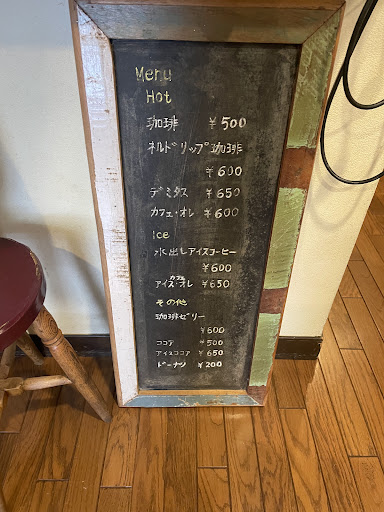 Menu
Hot
珈琲 ￥500
ネルドリップ珈琲
￥600
デミタス ￥650
カフェ・オレ ￥600
Ice
水出しアイスコーヒー
￥600
カフェ
アイス・オレ ￥650
その他
珈琲ゼリー
￥600
ココア ￥500
アイスココア ￥650
ドーナツ ￥200